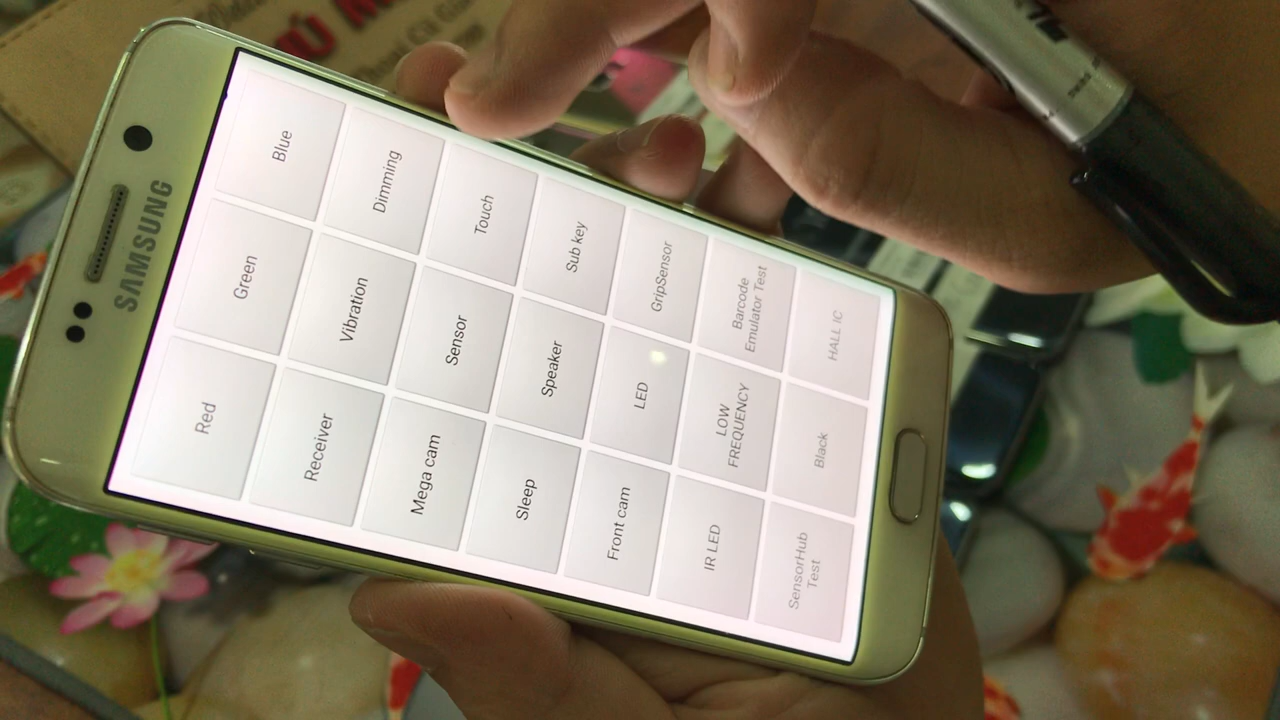 SAMSUNG
Red
Green
Blue
Receiver
Vibration
Dimming
Mega cam
Sensor
Touch
Sleep
Speaker
Sub key
Front cam
LED
GripSensor
IR LED
LOW
FREQUENCY
Barcode
Emulator Test
SensorHub
Test
Black
HALL IC